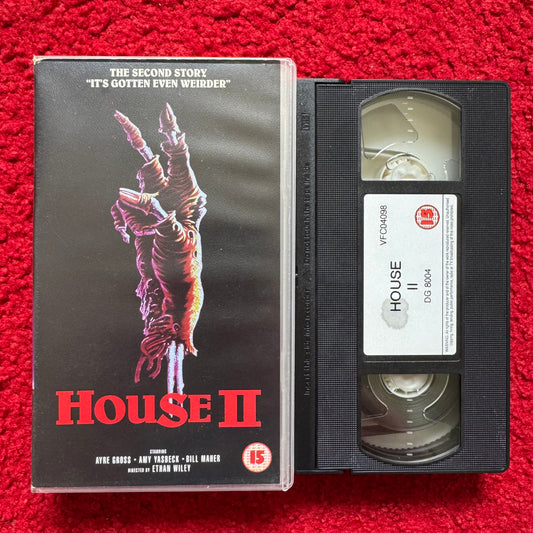 THE SECOND STORY
"IT'S GOTTEN EVEN WEIRDER"
HOUSE II
STARRING
AYRE GROSS · AMY YASBECK · BILL MAHER
DIRECTED BY ETHAN WILEY
15
15
VFC04098
HOUSE
II
DG 8004